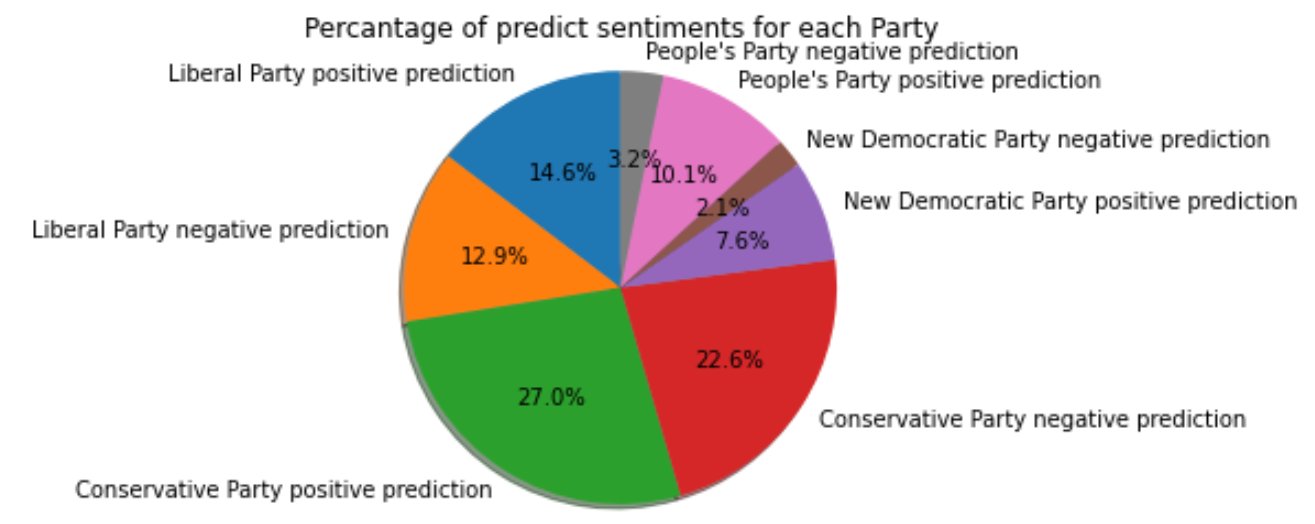 Percantage of predict sentiments for each Party
People's Party negative prediction
Liberal Party positive prediction
People's Party positive prediction
New Democratic Party negative prediction
3.2%
14.6%
10.1%
New Democratic Party positive prediction
2.1%
Liberal Party negative prediction
7.6%
12.9%
22.6%
27.0%
Conservative Party negative prediction
Conservative Party positive prediction